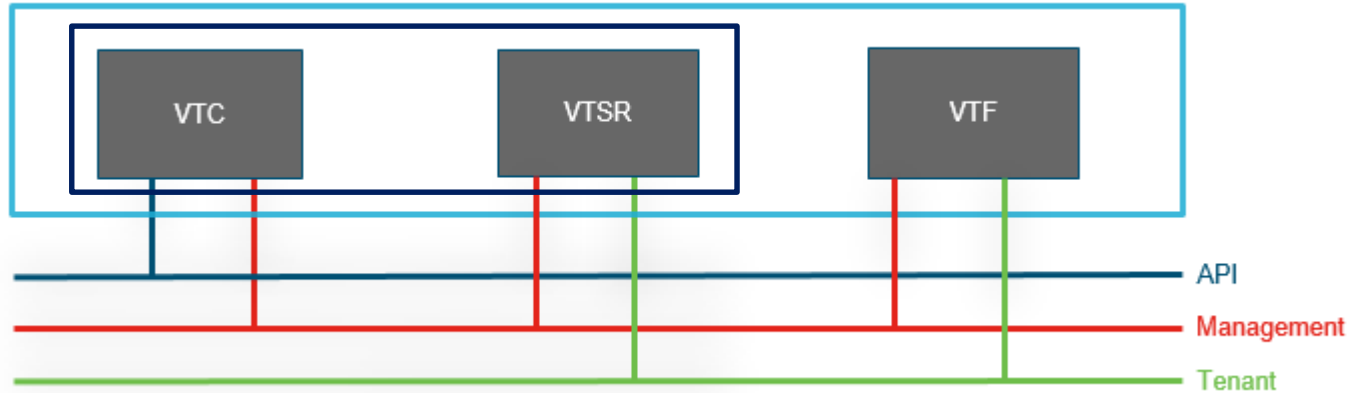 VTC
VTSR
VTF
API
Management
Tenant